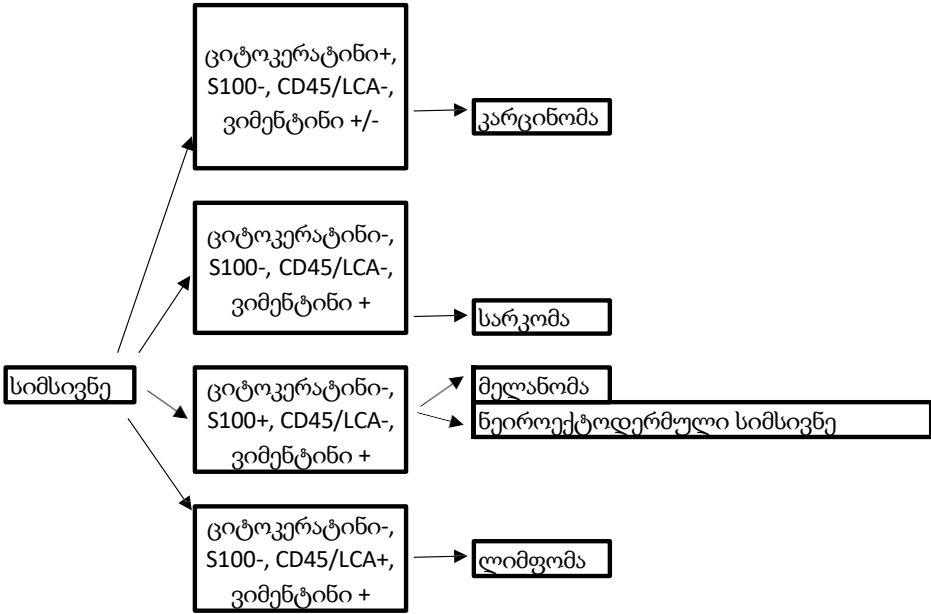 ციტოკერატინი+,
S100-, CD45/LCA-,
ვიმენტინი +/-
კარცინომა
ციტოკერატინი-,
S100-, CD45/LCA-,
ვიმენტინი +
სარკომა
სიმსივნე
ციტოკერატინი-,
S100+, CD45/LCA-,
ვიმენტინი +
მელანომა
ნეიროექტოდერმული სიმსივნე
ციტოკერატინი-,
S100-, CD45/LCA+,
ვიმენტინი +
ლიმფომა